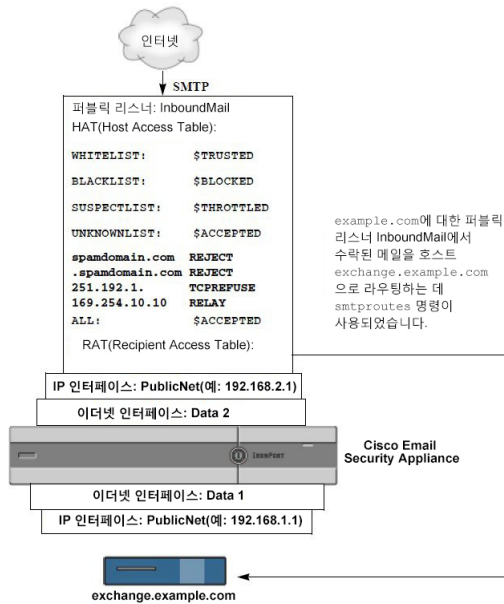 인터넷
SMTP
퍼블릭 리스너: InboundMail
HAT(Host Access Table):
WHITELIST: $TRUSTED
BLACKLIST: $BLOCKED
SUSPECTLIST: $THROTTLED
UNKNOWNLIST: $ACCEPTED
spamdomain.com REJECT
.spamdomain.com REJECT
251.192.1. TCPREFUSE
169.254.10.10 RELAY
ALL: $ACCEPTED
RAT(Recipient Access Table):
example.com에 대한 퍼블릭
리스너 InboundMail에서
수락된 메일을 호스트
exchange.example.com
으로 라우팅하는 데
smtproutes 명령이
사용되었습니다.
IP 인터페이스: PublicNet(예: 192.168.2.1)
이더넷 인터페이스: Data 2
IRONPORT
Cisco Email
Security Appliance
이더넷 인터페이스: Data 1
IP 인터페이스: PublicNet(예: 192.168.1.1)
exchange.example.com